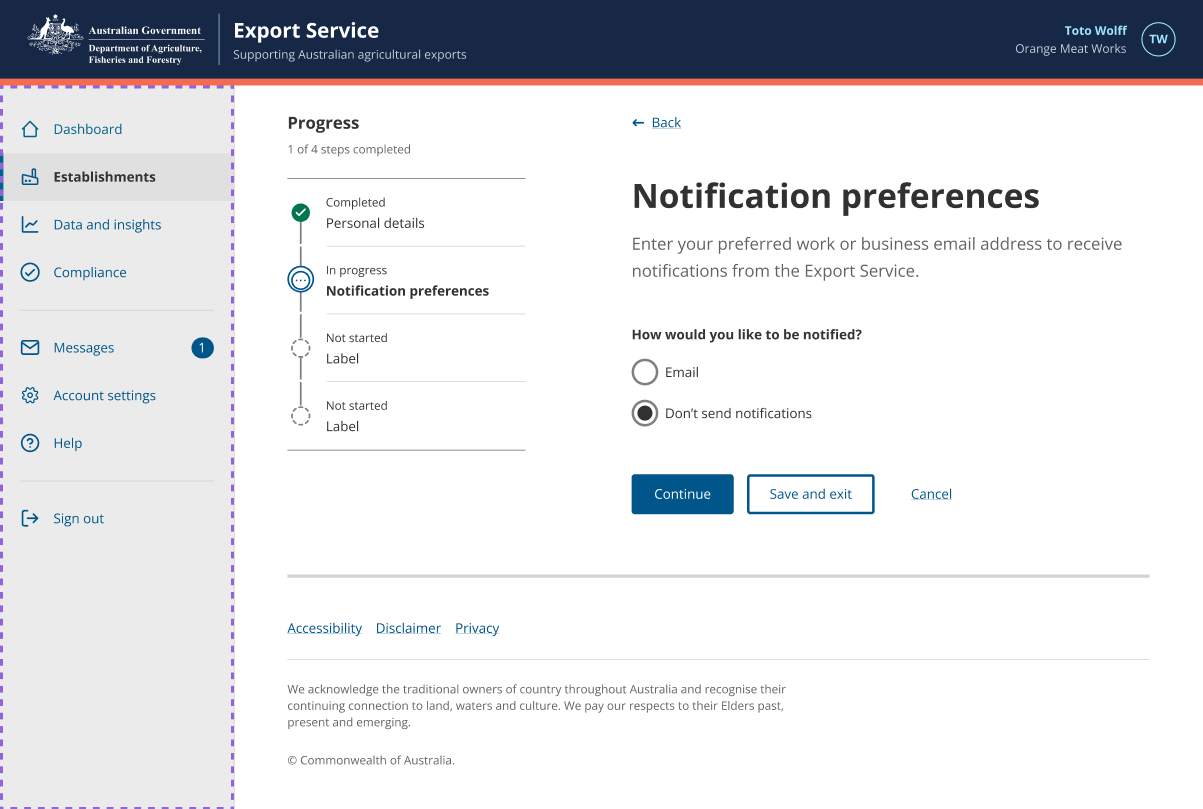 Australian Government
Department of Agriculture,
Fisheries and Forestry
Export Service
Supporting Australian agricultural exports
Toto Wolff
Orange Meat Works
TW
Dashboard
Establishments
Data and insights
Compliance
Messages
1
Account settings
Help
Sign out
Progress
1 of 4 steps completed
Completed
Personal details
In progress
Notification preferences
Not started
Label
Not started
Label
Back
Notification preferences
Enter your preferred work or business email address to receive
notifications from the Export Service.
How would you like to be notified?
Email
Don’t send notifications
Continue
Save and exit
Cancel
Accessibility
Disclaimer
Privacy
We acknowledge the traditional owners of country throughout Australia and recognise their
continuing connection to land, waters and culture. We pay our respects to their Elders past,
present and emerging.
© Commonwealth of Australia.